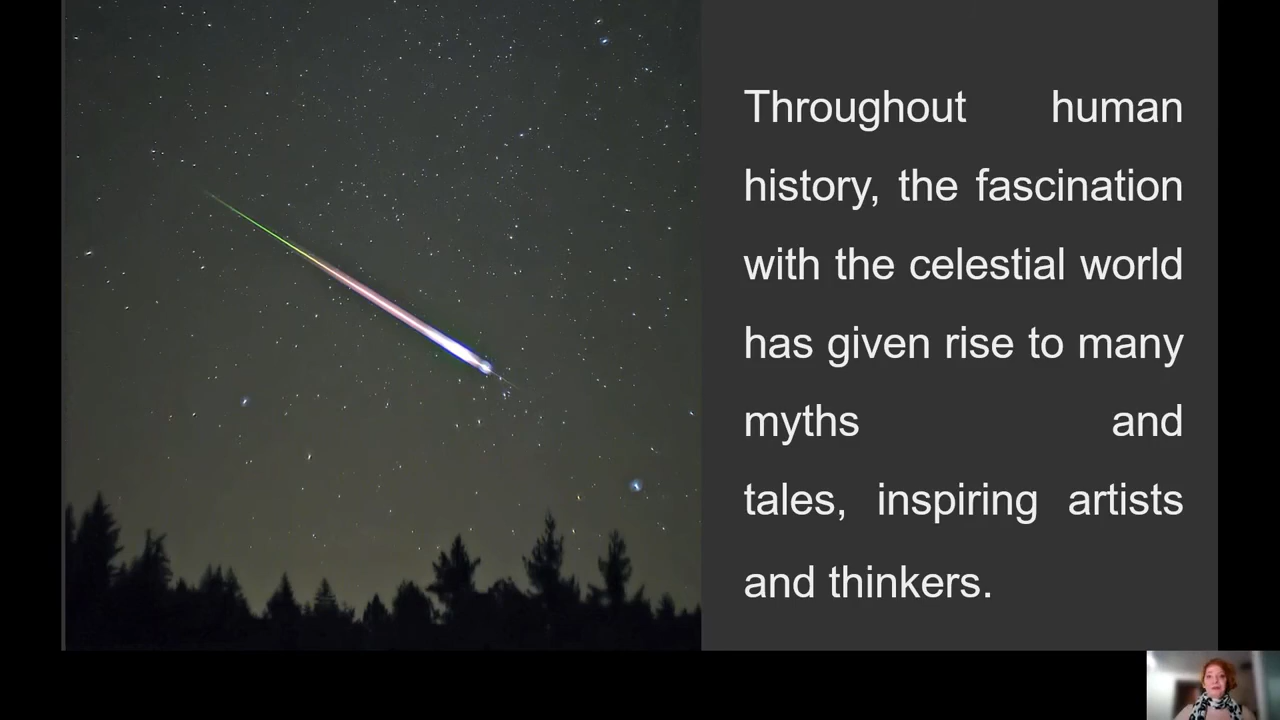 Throughout human
history, the fascination
with the celestial world
has given rise to many
myths and
tales, inspiring artists
and thinkers.